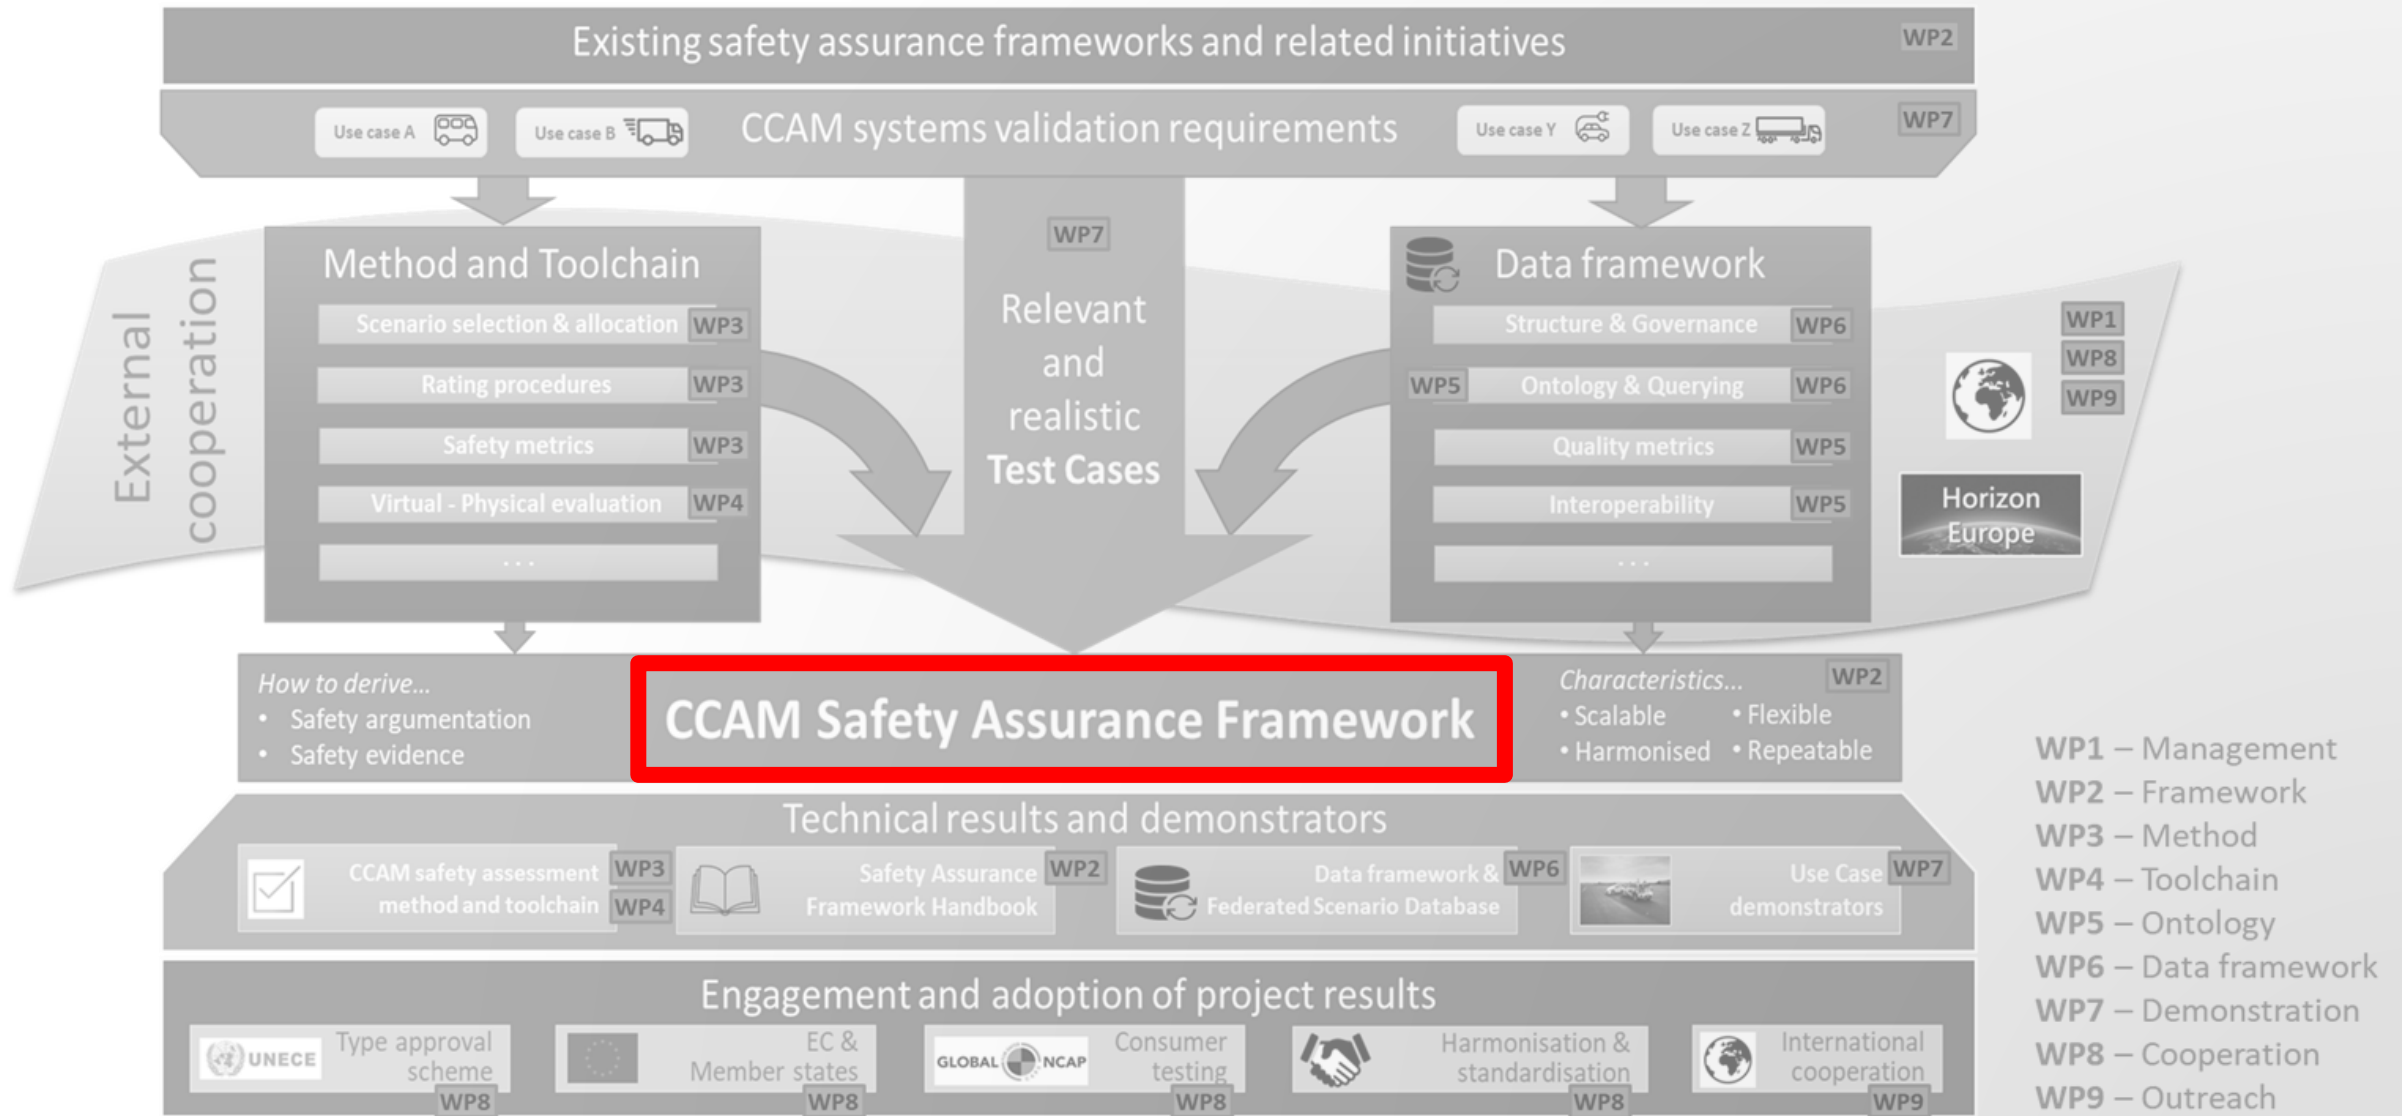 Existing safety assurance frameworks and related initiatives
WP2
Use case A
Use case B
CCAM systems validation requirements
Use case Y
Use case Z
WP7
External
cooperation
Method and Toolchain
Scenario selection & allocation WP3
Rating procedures WP3
Safety metrics WP3
Virtual - Physical evaluation WP4
...
WP7
Relevant
and
realistic
Test Cases
Data framework
Structure & Governance WP6
WP5 Ontology & Querying WP6
Quality metrics WP5
Interoperability WP5
...
WP1
WP8
WP9
Horizon
Europe
How to derive...
• Safety argumentation
• Safety evidence
CCAM Safety Assurance Framework
Characteristics...
WP2
• Scalable • Flexible
• Harmonised • Repeatable
Technical results and demonstrators
CCAM safety assessment WP3
method and toolchain WP4
Safety Assurance WP2
Framework Handbook
Data framework & WP6
Federated Scenario Database
Use Case WP7
demonstrators
Engagement and adoption of project results
UNECE
Type approval
scheme
WP8
EC &
Member states
WP8
GLOBAL NCAP
Consumer
testing
WP8
Harmonisation &
standardisation
WP8
International
cooperation
WP9
WP1 – Management
WP2 – Framework
WP3 – Method
WP4 – Toolchain
WP5 – Ontology
WP6 – Data framework
WP7 – Demonstration
WP8 – Cooperation
WP9 – Outreach